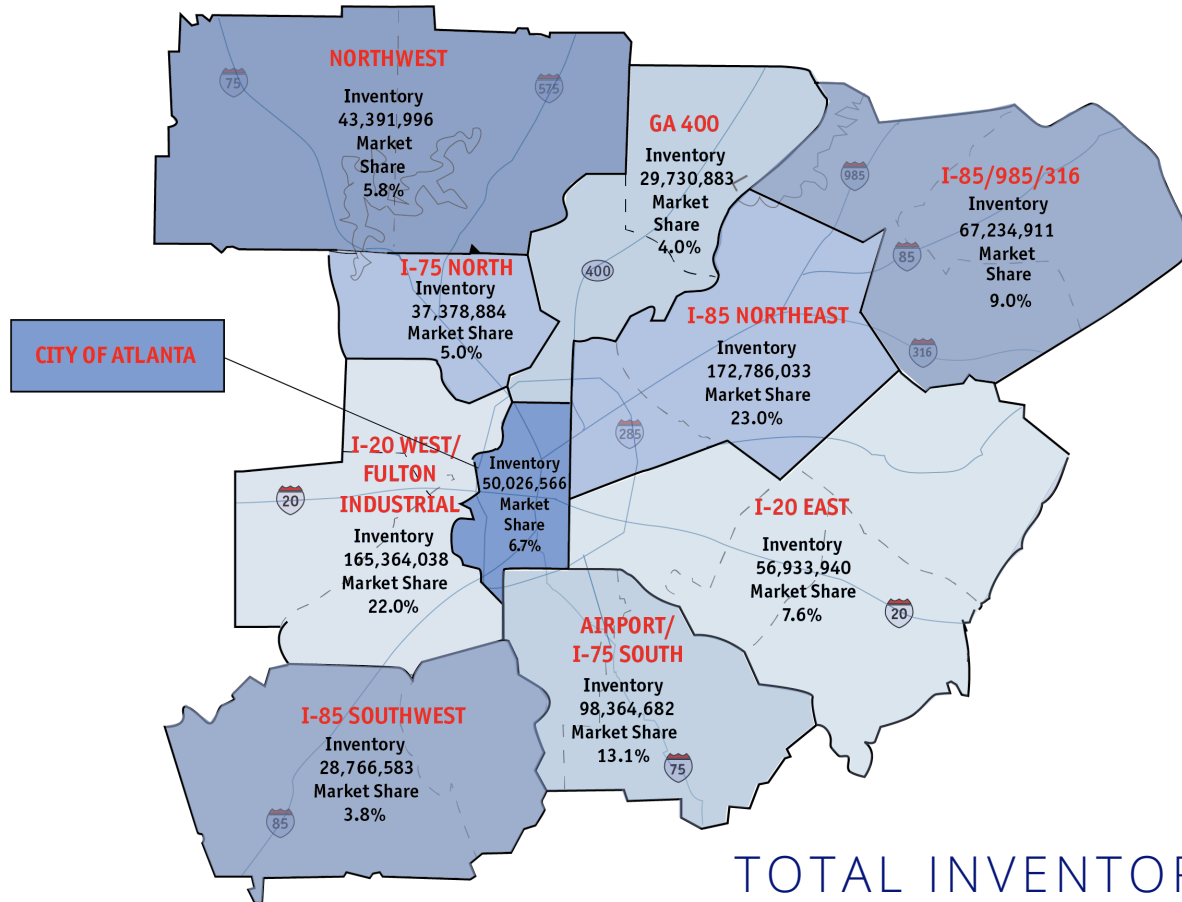 NORTHWEST
Inventory
43,391,996
Market
Share
5.8%
75
575
GA 400
Inventory
29,730,883
Market
Share
4.0%
400
985
I-85/985/316
Inventory
67,234,911
Market
Share
9.0%
85
316
I-75 NORTH
Inventory
37,378,884
Market Share
5.0%
I-85 NORTHEAST
Inventory
172,786,033
Market Share
23.0%
285
CITY OF ATLANTA
Inventory
50,026,566
Market
Share
6.7%
I-20 WEST/
FULTON
INDUSTRIAL
Inventory
165,364,038
Market Share
22.0%
20
I-20 EAST
Inventory
56,933,940
Market Share
7.6%
20
AIRPORT/
I-75 SOUTH
Inventory
98,364,682
Market Share
13.1%
75
I-85 SOUTHWEST
Inventory
28,766,583
Market Share
3.8%
85
TOTAL INVENTOR